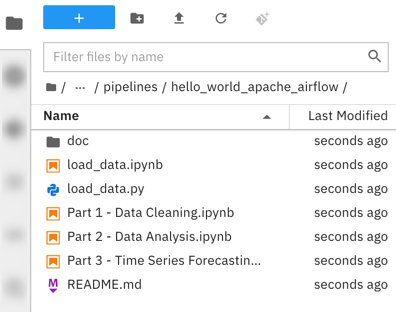 +
Filter files by name
/ ... / pipelines / hello_world_apache_airflow /
Name Last Modified
doc seconds ago
load_data.ipynb seconds ago
load_data.py seconds ago
Part 1 - Data Cleaning.ipynb seconds ago
Part 2 - Data Analysis.ipynb seconds ago
Part 3 - Time Series Forecastin... seconds ago
M README.md seconds ago